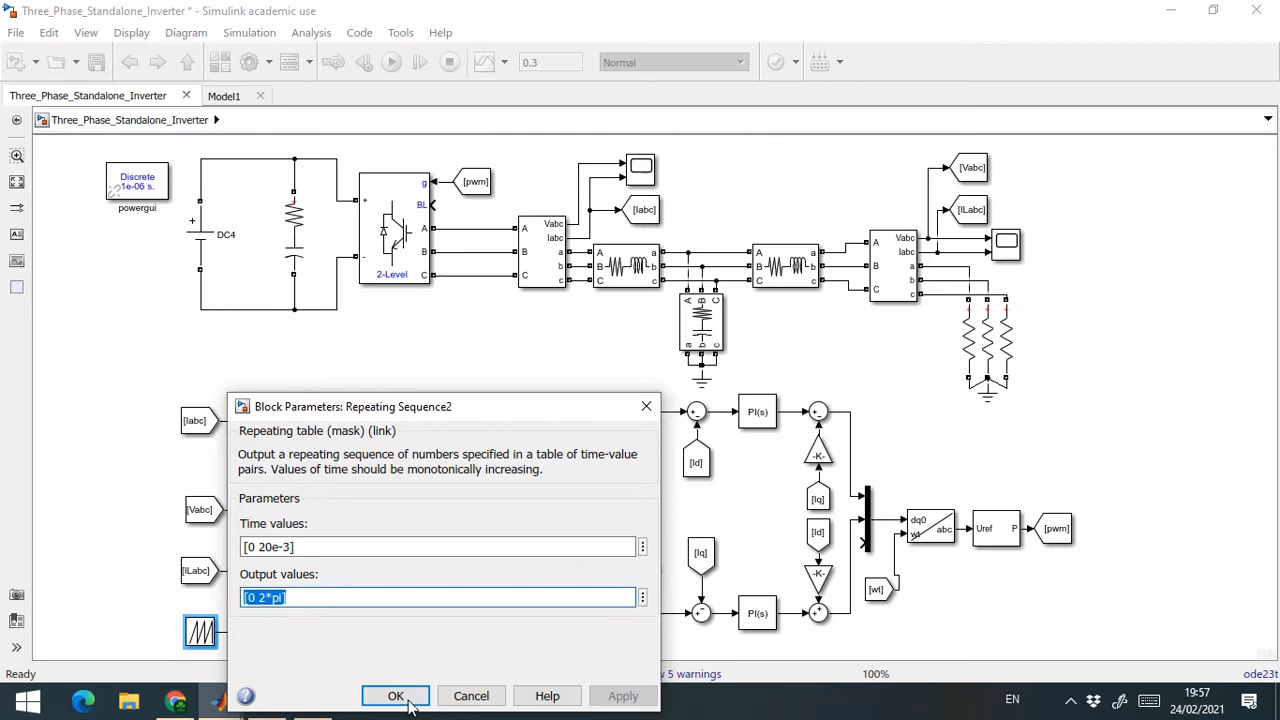 Three_Phase_Standalone_Inverter * - Simulink academic use
File Edit View Display Diagram Simulation Analysis Code Tools Help
0.3 Normal
Three_Phase_Standalone_Inverter Model1
Three_Phase_Standalone_Inverter
Discrete
1e-06 s.
powergui
+
DC4
+
-
g
BL
A
B
C
2-Level
[pwm]
A
B
C
Vabc
Iabc
a
b
c
[Iabc]
A
B
C
a
b
c
A B C
a b c
A
B
C
a
b
c
A
B
C
Vabc
Iabc
a
b
c
[Vabc]
[ILabc]
[Iabc]
[Vabc]
[ILabc]
Block Parameters: Repeating Sequence2
Repeating table (mask) (link)
Output a repeating sequence of numbers specified in a table of time-value
pairs. Values of time should be monotonically increasing.
Parameters
Time values:
[0 20e-3]
Output values:
[0 2*pi]
OK Cancel Help Apply
PI(s)
[Id]
-K-
[Iq]
[Id]
[Iq]
-K-
PI(s)
dq0
wt
abc
[wt]
Uref P
[pwm]
Ready
w 5 warnings
100%
ode23t
EN
19:57
24/02/2021